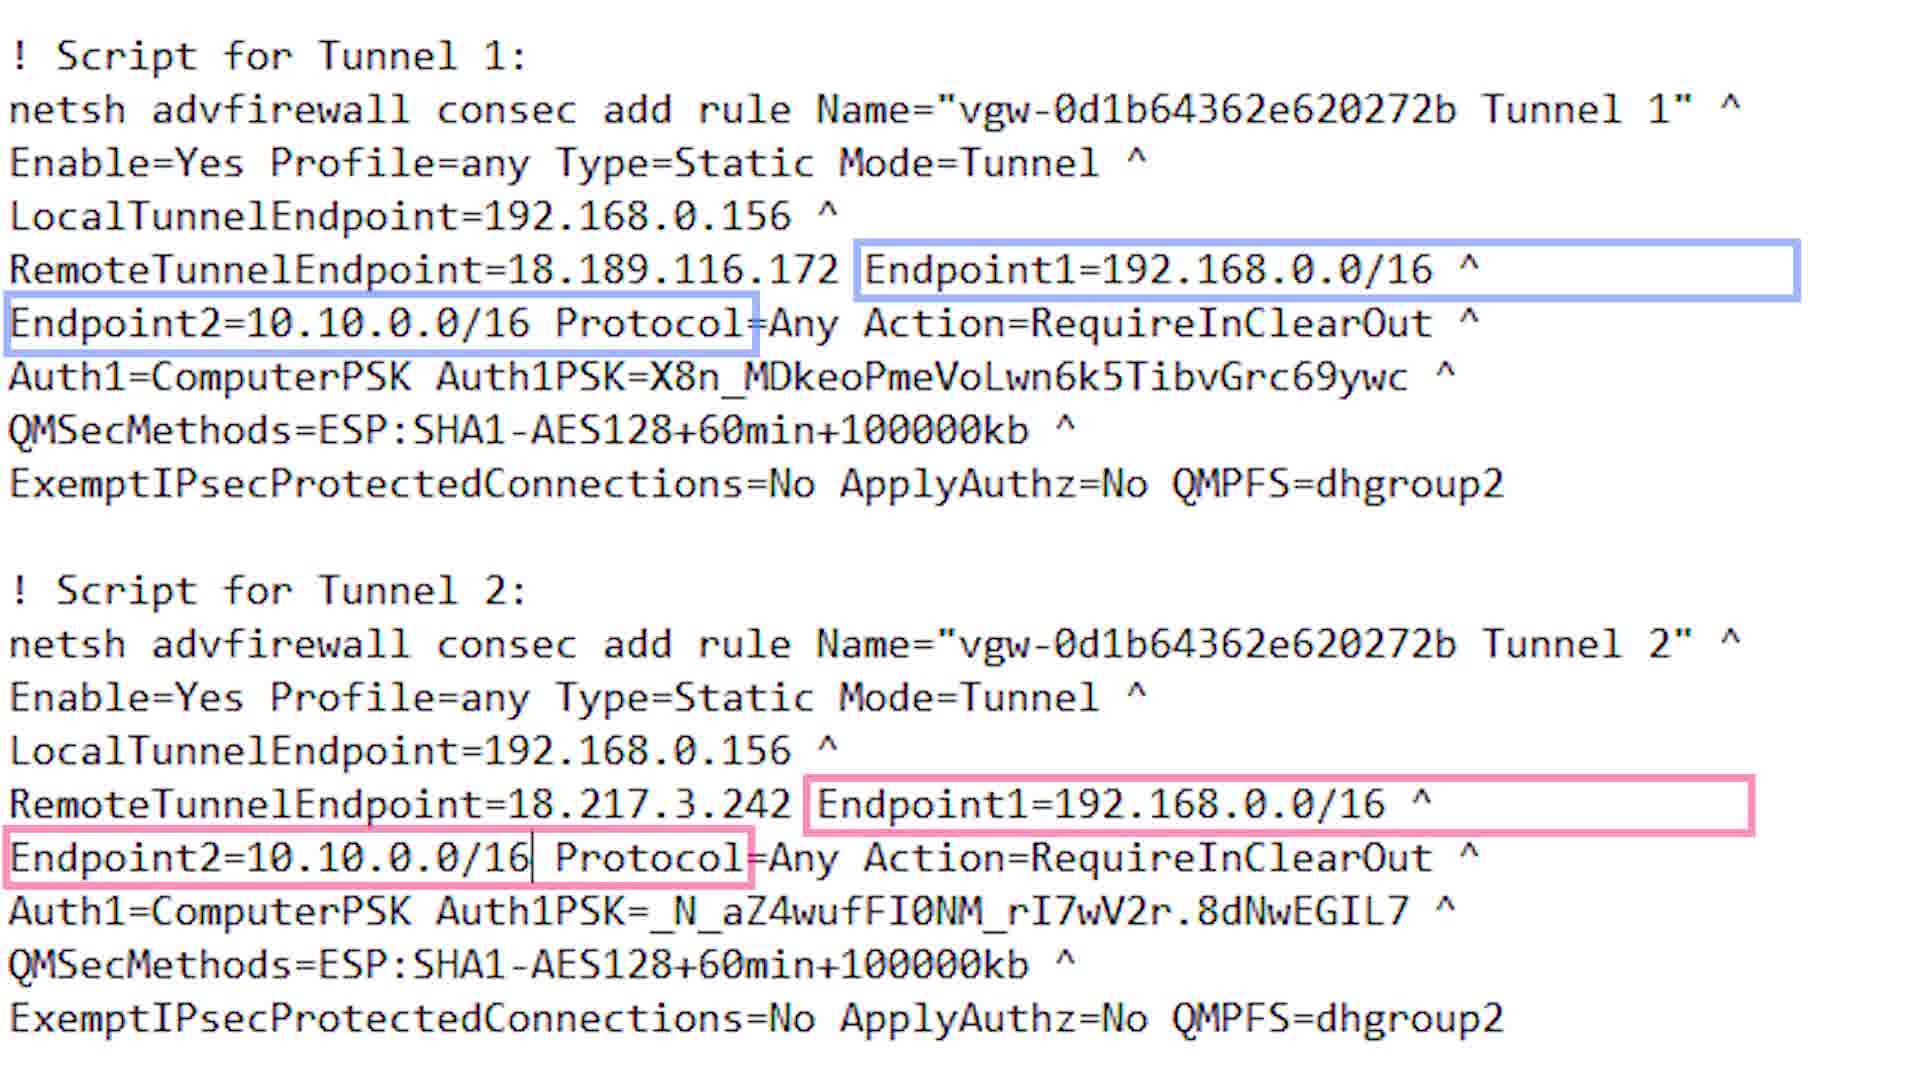 ! Script for Tunnel 1:
netsh advfirewall consec add rule Name="vgw-0d1b64362e620272b Tunnel 1" ^
Enable=Yes Profile=any Type=Static Mode=Tunnel ^
LocalTunnelEndpoint=192.168.0.156 ^
RemoteTunnelEndpoint=18.189.116.172 Endpoint1=192.168.0.0/16 ^
Endpoint2=10.10.0.0/16 Protocol=Any Action=RequireInClearOut ^
Auth1=ComputerPSK Auth1PSK=X8n_MDkeoPmeVoLwn6k5TibvGrc69ywc ^
QMSecMethods=ESP:SHA1-AES128+60min+100000kb ^
ExemptIPsecProtectedConnections=No ApplyAuthz=No QMPFS=dhgroup2
! Script for Tunnel 2:
netsh advfirewall consec add rule Name="vgw-0d1b64362e620272b Tunnel 2" ^
Enable=Yes Profile=any Type=Static Mode=Tunnel ^
LocalTunnelEndpoint=192.168.0.156 ^
RemoteTunnelEndpoint=18.217.3.242 Endpoint1=192.168.0.0/16 ^
Endpoint2=10.10.0.0/16 Protocol=Any Action=RequireInClearOut ^
Auth1=ComputerPSK Auth1PSK=_N_aZ4wufFI0NM_rI7wV2r.8dNwEGIL7 ^
QMSecMethods=ESP:SHA1-AES128+60min+100000kb ^
ExemptIPsecProtectedConnections=No ApplyAuthz=No QMPFS=dhgroup2